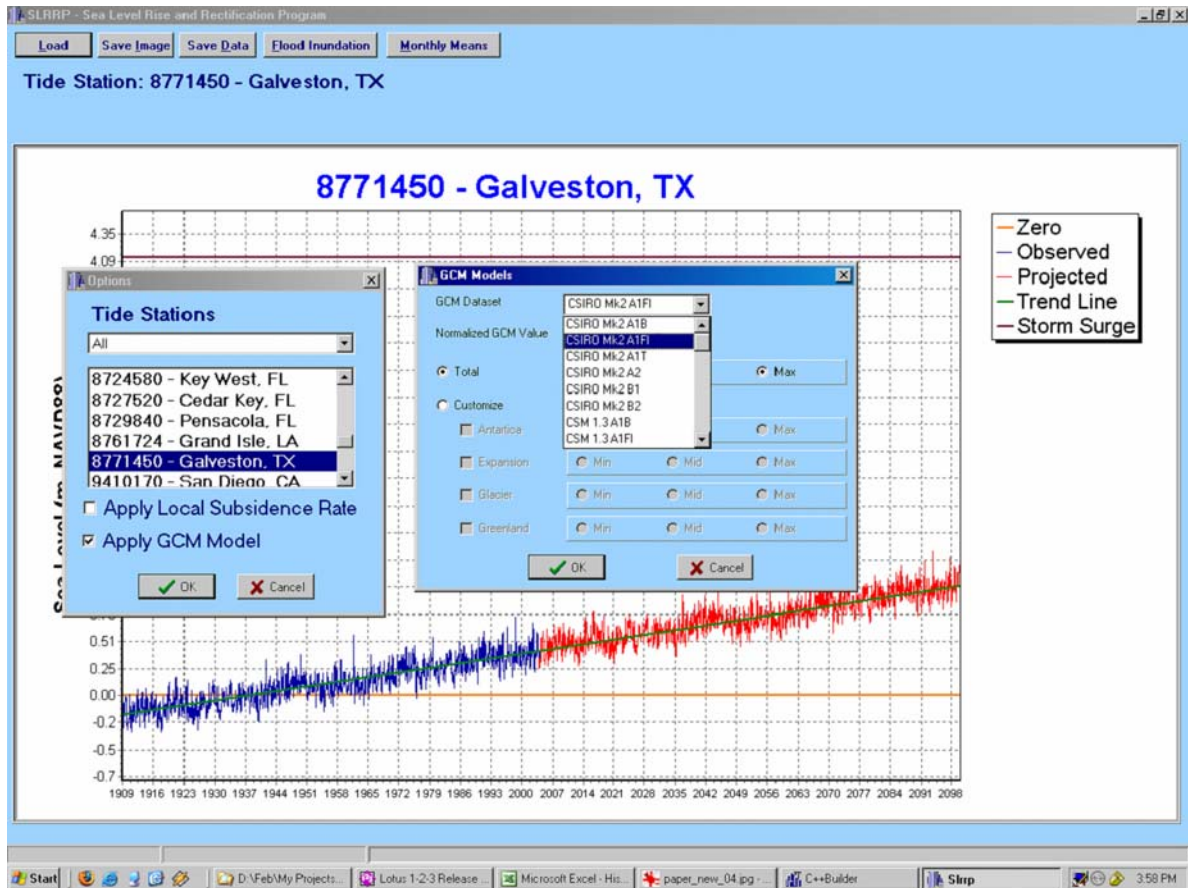 SLRRP - Sea Level Rise and Rectification Program
Load Save Image Save Data Flood Inundation Monthly Means
Tide Station: 8771450 - Galveston, TX
8771450 - Galveston, TX
Zero
Observed
Projected
Trend Line
Storm Surge
4.35
4.09
Options
Tide Stations
All
8724580 - Key West, FL
8727520 - Cedar Key, FL
8729840 - Pensacola, FL
8761724 - Grand Isle, LA
8771450 - Galveston, TX
9410170 - San Diego, CA
Apply Local Subsidence Rate
Apply GCM Model
OK Cancel
GCM Models
GCM Dataset CSIRO Mk2 A1FI
Normalized GCM Value
CSIRO Mk2 A1B
CSIRO Mk2 A1FI
CSIRO Mk2 A1T
CSIRO Mk2 A2
CSIRO Mk2 B1
CSIRO Mk2 B2
CSM 1.3 A1B
CSM 1.3 A1FI
Total Max
Customize
Antartica Max
Expansion Min Mid Max
Glacier Min Mid Max
Greenland Min Mid Max
OK Cancel
0.51
0.25
0.00
-0.2
-0.5
-0.7
1909 1916 1923 1930 1937 1944 1951 1958 1965 1972 1979 1986 1993 2000 2007 2014 2021 2028 2035 2042 2049 2056 2063 2070 2077 2084 2091 2098
Start D:\Feb\My Projects... Lotus 1-2-3 Release ... Microsoft Excel - His... paper_new_04.jpg - ... C++Builder Slrrp 3:58 PM